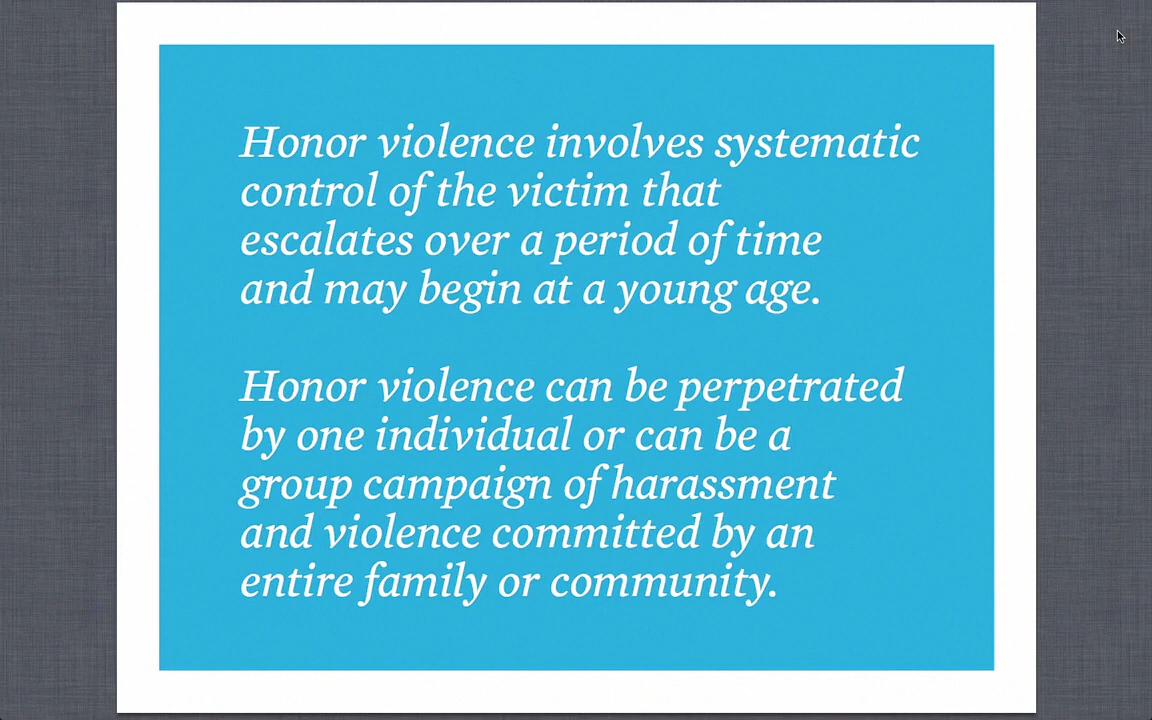 Honor violence involves systematic
control of the victim that
escalates over a period of time
and may begin at a young age.
Honor violence can be perpetrated
by one individual or can be a
group campaign of harassment
and violence committed by an
entire family or community.